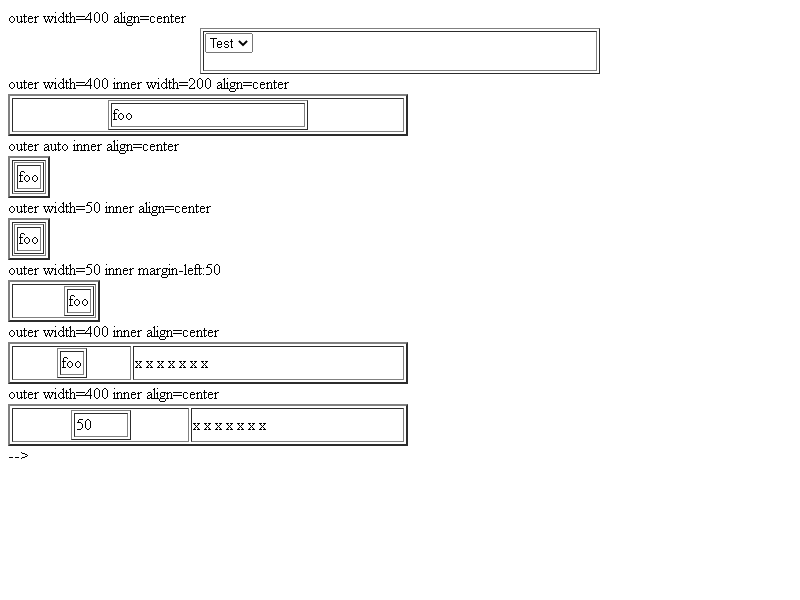 outer width=400 align=center
Test
outer width=400 inner width=200 align=center
foo
outer auto inner align=center
foo
outer width=50 inner align=center
foo
outer width=50 inner margin-left:50
foo
outer width=400 inner align=center
foo x x x x x x x
outer width=400 inner align=center
50 x x x x x x x
-->